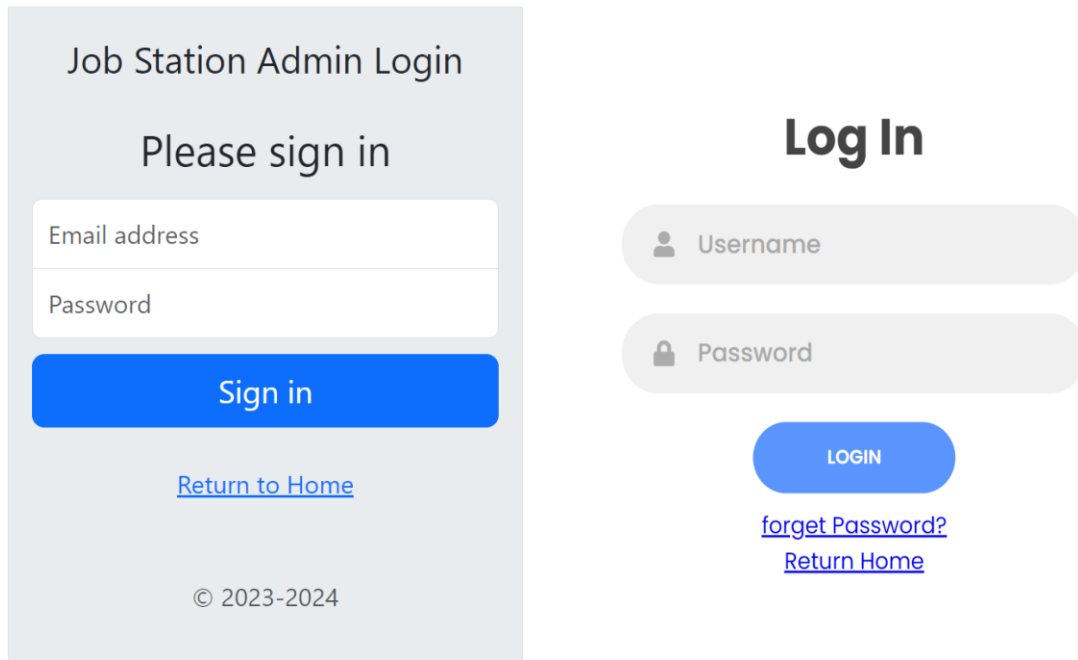 Job Station Admin Login
Please sign in
Email address
Password
Sign in
Return to Home
© 2023-2024
Log In
Username
Password
LOGIN
forget Password?
Return Home